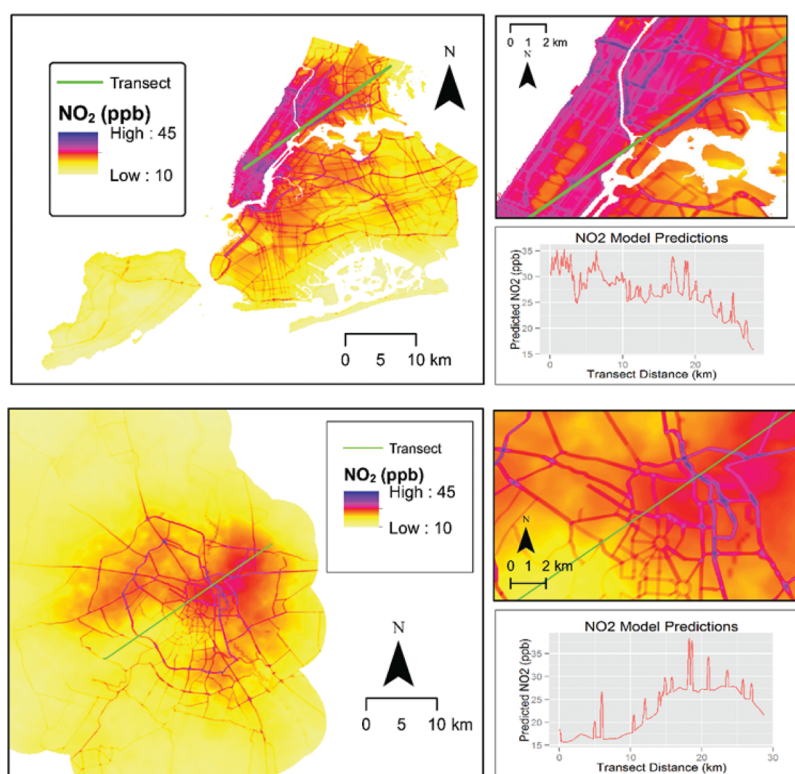 N
Transect
NO₂ (ppb)
High : 45
Low : 10
0 5 10 km
0 1 2 km
N
NO2 Model Predictions
Predicted NO2 (ppb)
35
30
25
20
15
0 10 20
Transect Distance (km)
Transect
NO₂ (ppb)
High : 45
Low : 10
N
0 5 10 km
N
0 1 2 km
NO2 Model Predictions
Predicted NO2 (ppb)
35
30
25
20
15
0 10 20 30
Transect Distance (km)